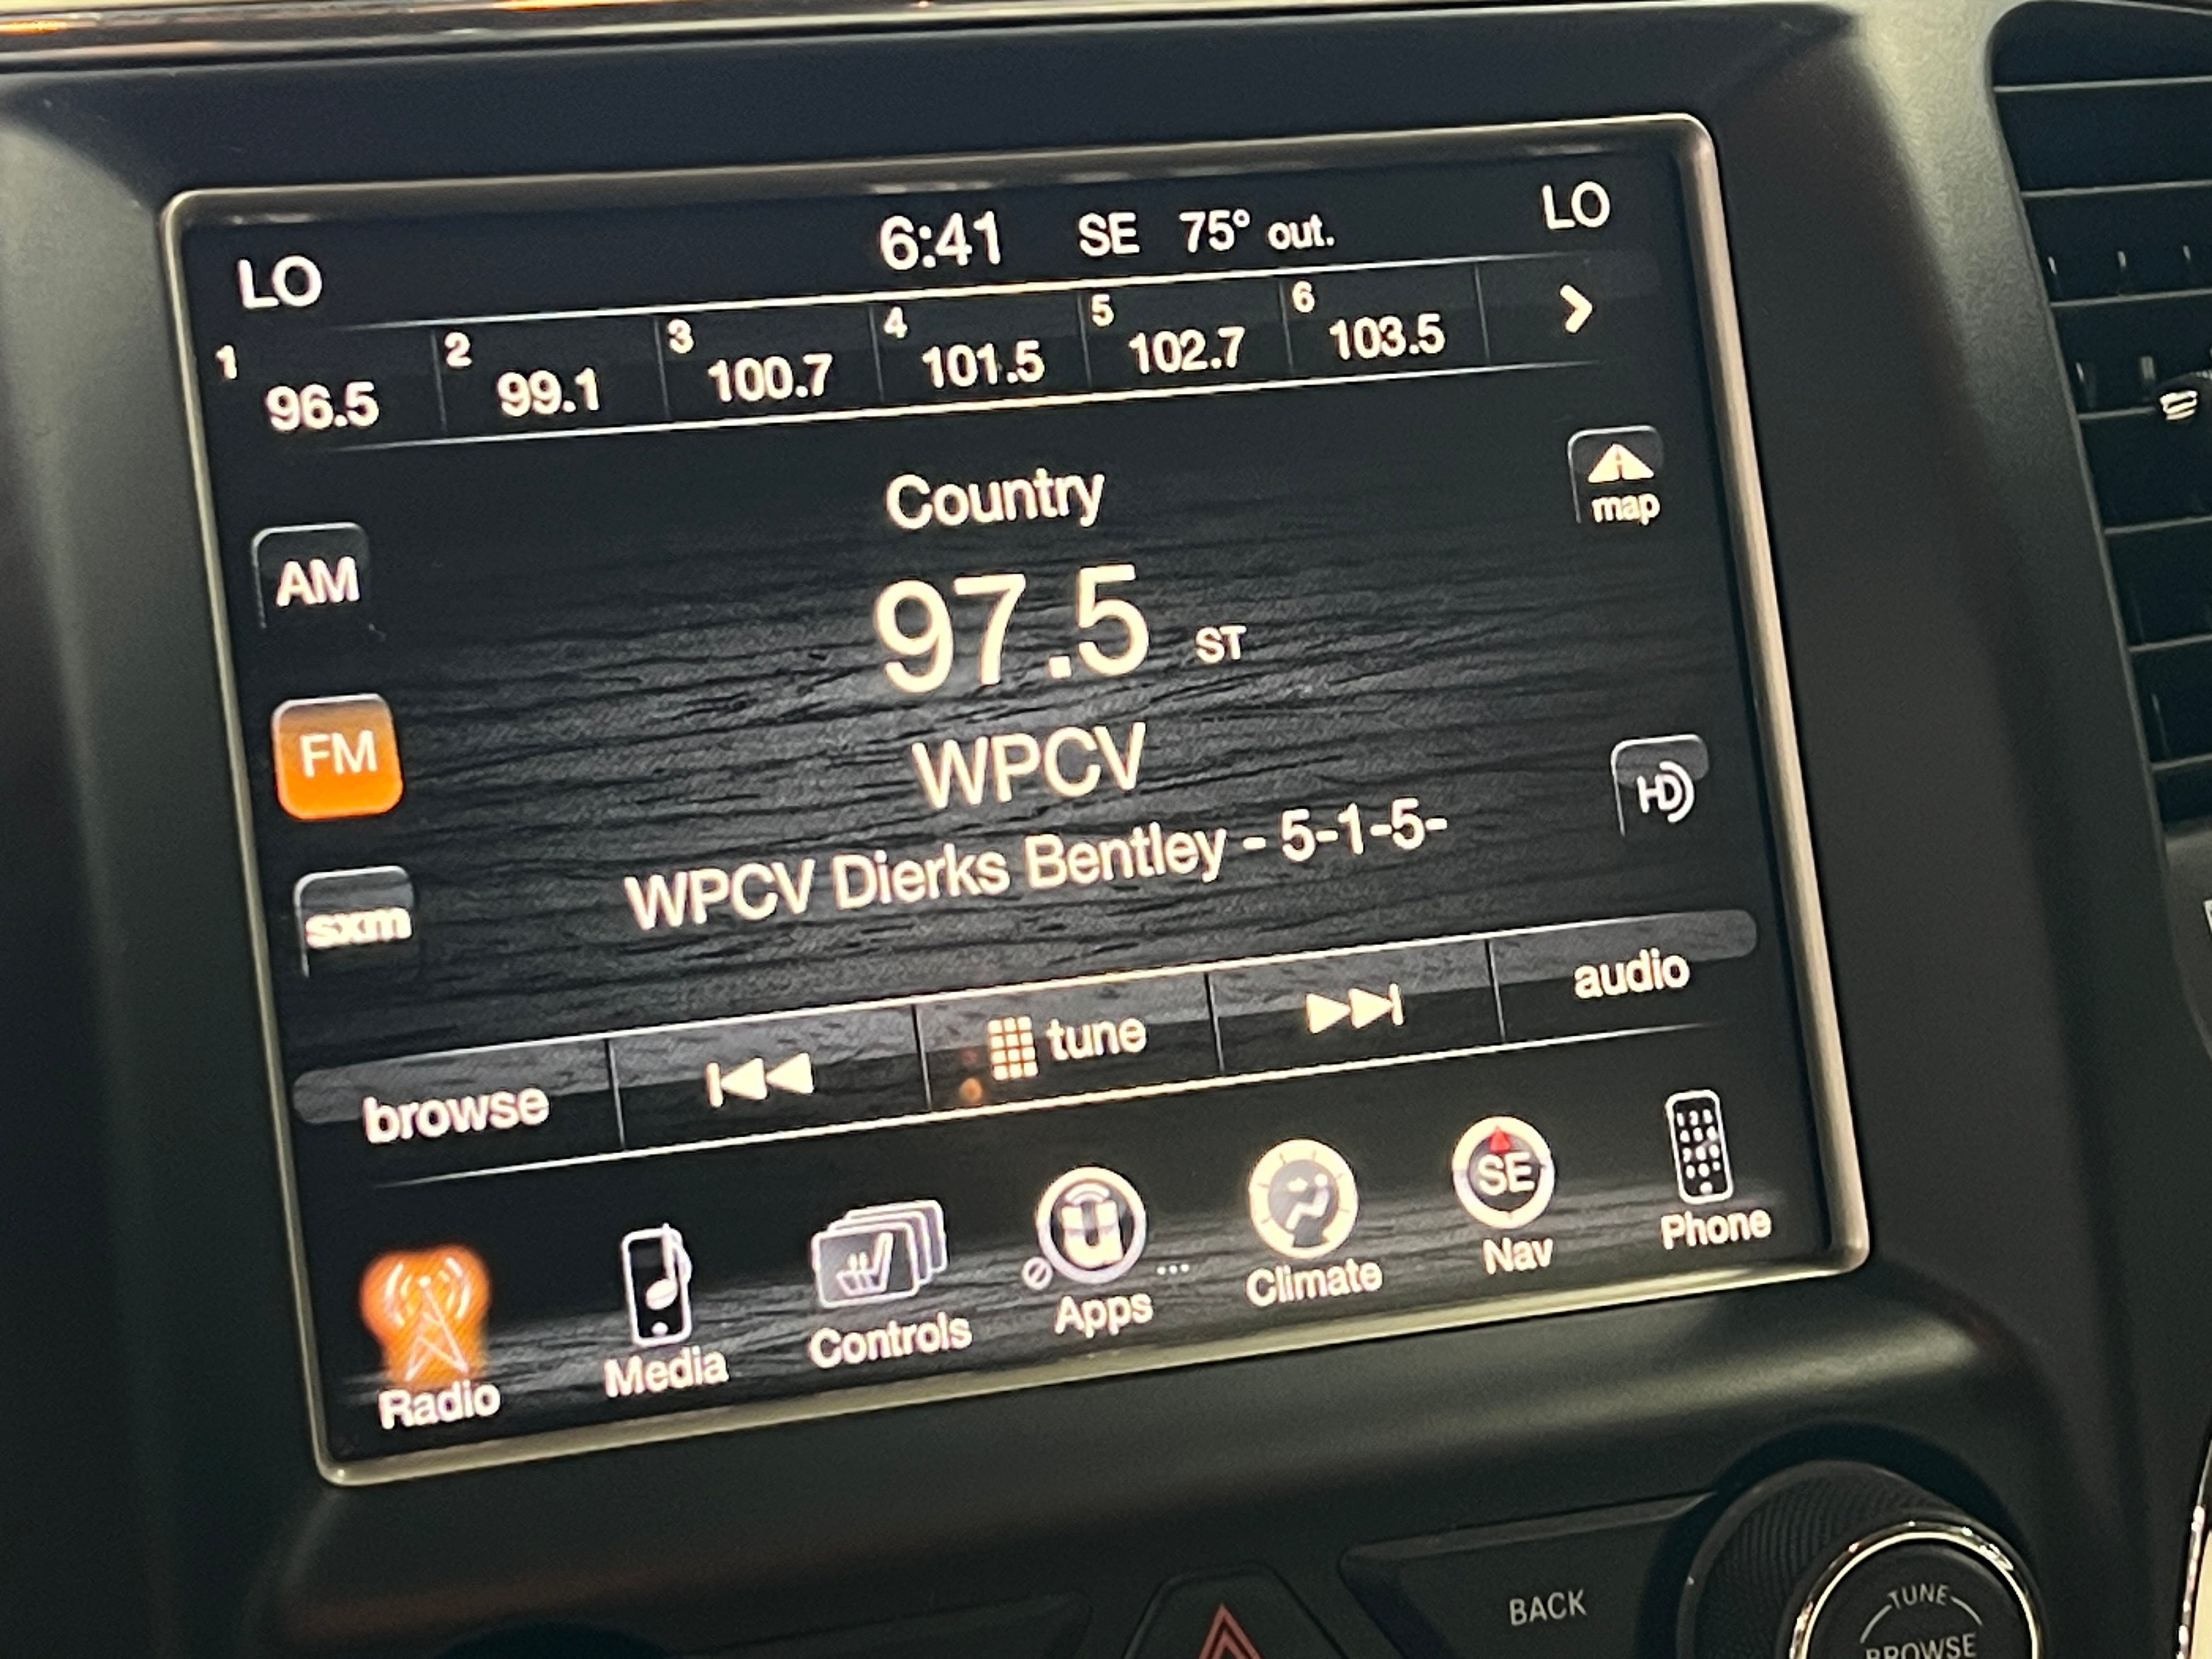 LO 6:41 SE 75° out. LO
1 96.5 2 99.1 3 100.7 4 101.5 5 102.7 6 103.5
Country
map
AM
97.5 ST
FM
WPCV
HD
WPCV Dierks Bentley - 5-1-5-
sxm
browse tune audio
SE
Radio Media Controls Apps ... Climate Nav Phone
BACK
TUNE
BROWSE